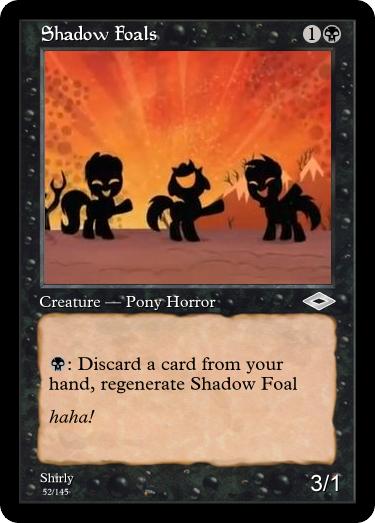 Shadow Foals 1
Creature — Pony Horror
: Discard a card from your
hand, regenerate Shadow Foal
haha!
Shirly
52/145
3/1